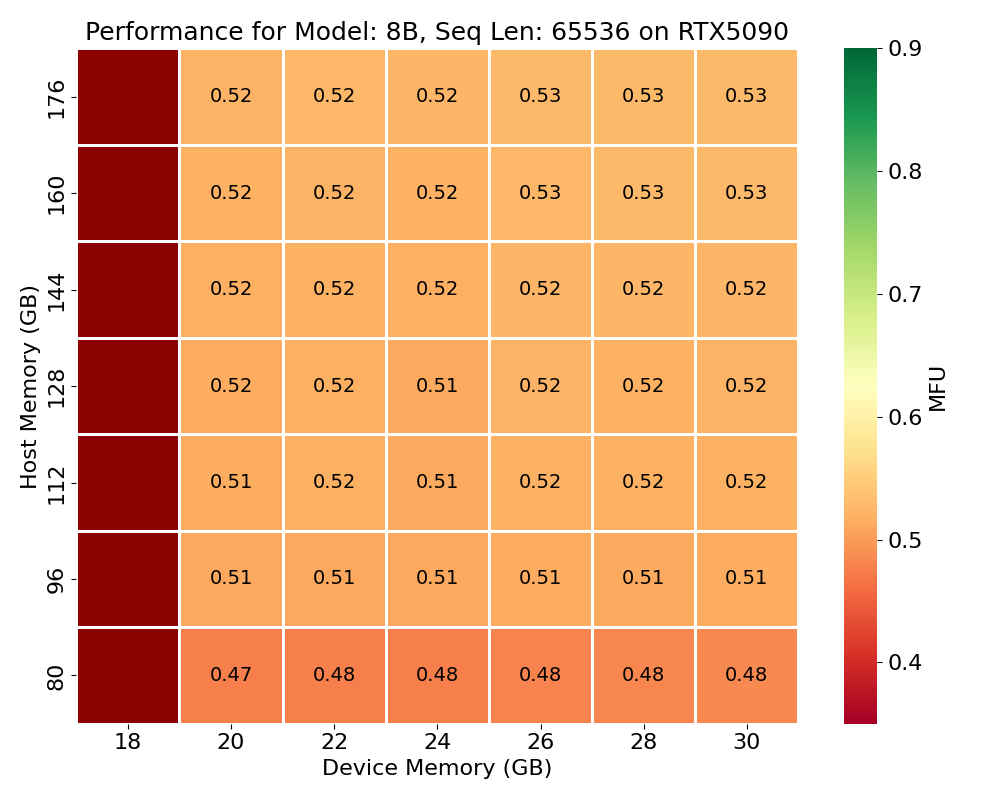 Performance for Model: 8B, Seq Len: 65536 on RTX5090
176 0.52 0.52 0.52 0.53 0.53 0.53
160 0.52 0.52 0.52 0.53 0.53 0.53
144 0.52 0.52 0.52 0.52 0.52 0.52
128 0.52 0.52 0.51 0.52 0.52 0.52
112 0.51 0.52 0.51 0.52 0.52 0.52
96 0.51 0.51 0.51 0.51 0.51 0.51
80 0.47 0.48 0.48 0.48 0.48 0.48
Host Memory (GB)
18 20 22 24 26 28 30
Device Memory (GB)
0.9
0.8
0.7
0.6
0.5
0.4
MFU